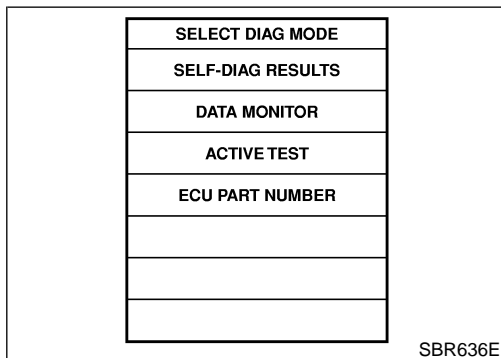 SELECT DIAG MODE
SELF-DIAG RESULTS
DATA MONITOR
ACTIVE TEST
ECU PART NUMBER
SBR636E